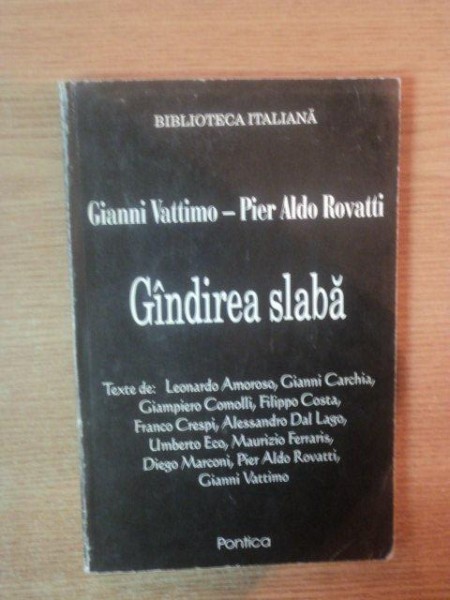 BIBLIOTECA ITALIANĂ
Gianni Vattimo – Pier Aldo Rovatti
Gîndirea slabă
Texte de: Leonardo Amoroso, Gianni Carchia,
Giampiero Comolli, Filippo Costa,
Franco Crespi, Alessandro Dal Lago,
Umberto Eco, Maurizio Ferraris,
Diego Marconi, Pier Aldo Rovatti,
Gianni Vattimo
Pontica